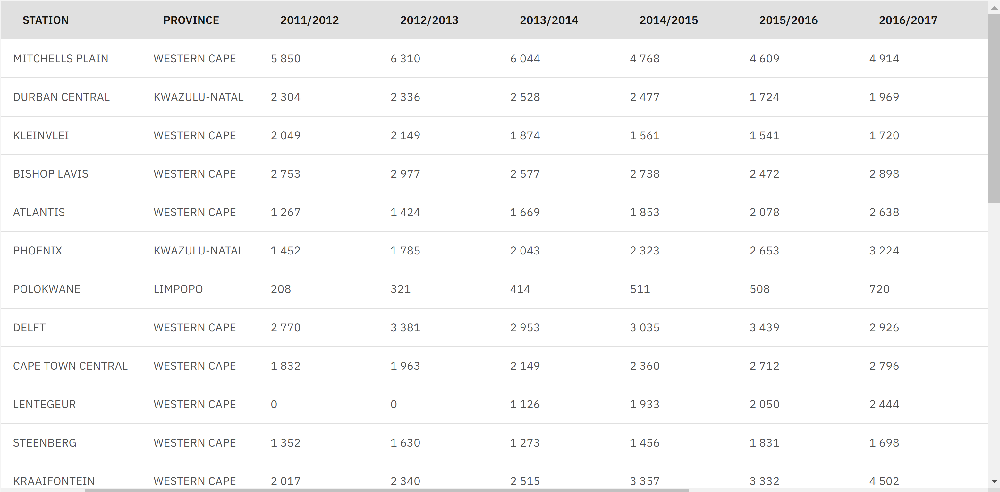 STATION PROVINCE 2011/2012 2012/2013 2013/2014 2014/2015 2015/2016 2016/2017
MITCHELLS PLAIN WESTERN CAPE 5 850 6 310 6 044 4 768 4 609 4 914
DURBAN CENTRAL KWAZULU-NATAL 2 304 2 336 2 528 2 477 1 724 1 969
KLEINVLEI WESTERN CAPE 2 049 2 149 1 874 1 561 1 541 1 720
BISHOP LAVIS WESTERN CAPE 2 753 2 977 2 577 2 738 2 472 2 898
ATLANTIS WESTERN CAPE 1 267 1 424 1 669 1 853 2 078 2 638
PHOENIX KWAZULU-NATAL 1 452 1 785 2 043 2 323 2 653 3 224
POLOKWANE LIMPOPO 208 321 414 511 508 720
DELFT WESTERN CAPE 2 770 3 381 2 953 3 035 3 439 2 926
CAPE TOWN CENTRAL WESTERN CAPE 1 832 1 963 2 149 2 360 2 712 2 796
LENTEGEUR WESTERN CAPE 0 0 1 126 1 933 2 050 2 444
STEENBERG WESTERN CAPE 1 352 1 630 1 273 1 456 1 831 1 698
KRAAIFONTEIN WESTERN CAPE 2 017 2 340 2 515 3 357 3 332 4 502